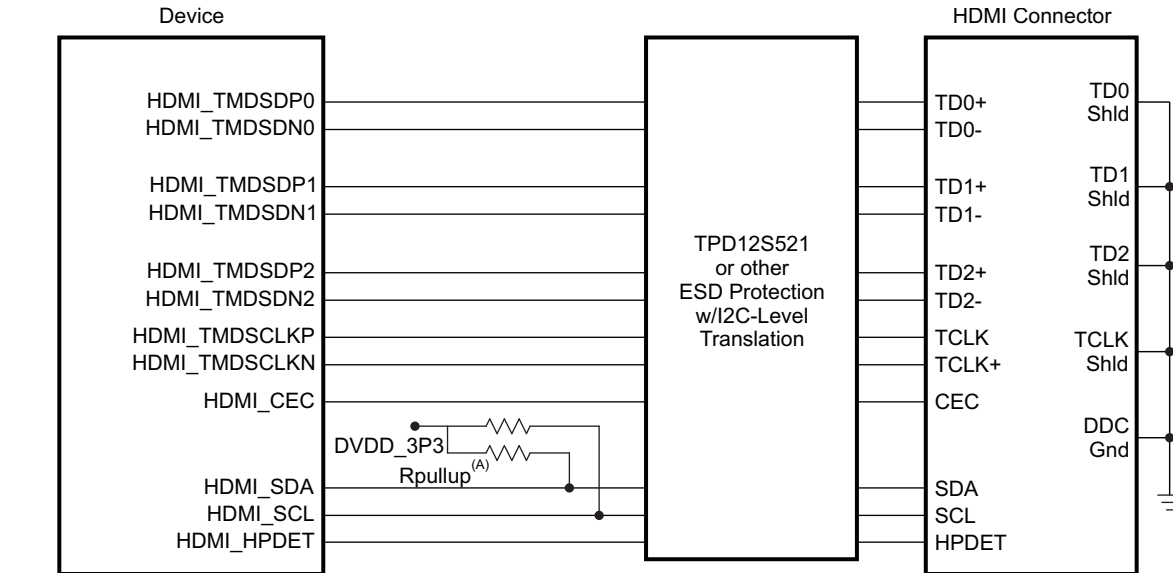 Device
HDMI Connector
HDMI_TMDSDP0
HDMI_TMDSDN0
HDMI_TMDSDP1
HDMI_TMDSDN1
HDMI_TMDSDP2
HDMI_TMDSDN2
HDMI_TMDSCLKP
HDMI_TMDSCLKN
HDMI_CEC
DVDD_3P3
Rpullup(A)
HDMI_SDA
HDMI_SCL
HDMI_HPDET
TPD12S521
or other
ESD Protection
w/I2C-Level
Translation
TD0+
TD0-
TD1+
TD1-
TD2+
TD2-
TCLK
TCLK+
CEC
SDA
SCL
HPDET
TD0
Shld
TD1
Shld
TD2
Shld
TCLK
Shld
DDC
Gnd